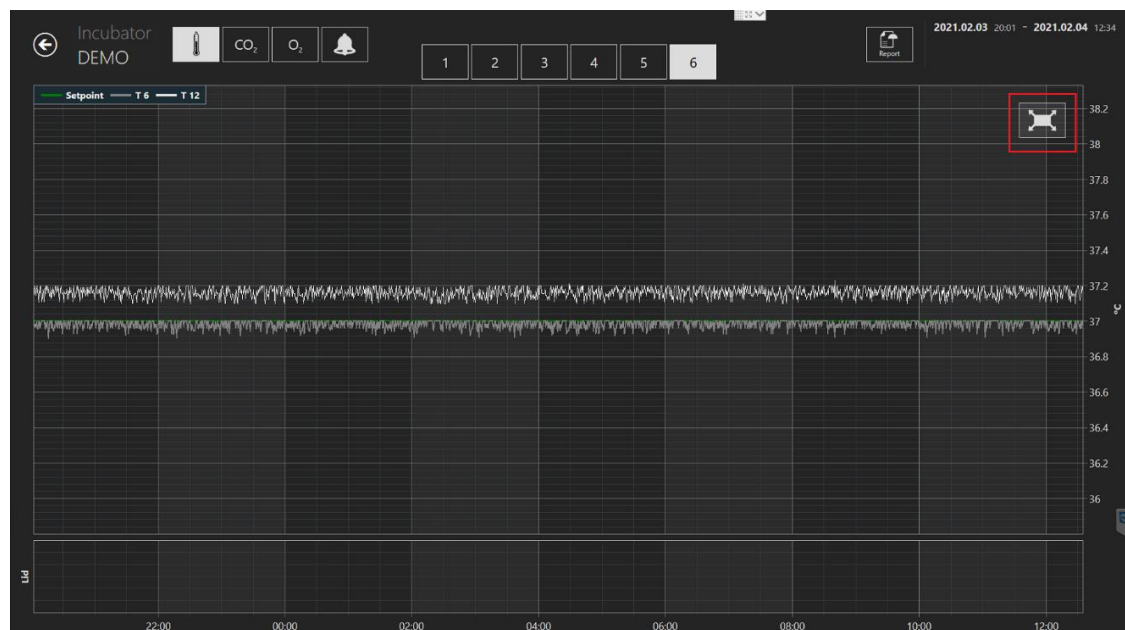 Incubator
DEMO
CO₂
O₂
1 2 3 4 5 6
Report
2021.02.03 20:01 - 2021.02.04 12:34
Setpoint T 6 T 12
38.2
38
37.8
37.6
37.4
37.2
37
36.8
36.6
36.4
36.2
36
°C
Lid
22:00 00:00 02:00 04:00 06:00 08:00 10:00 12:00